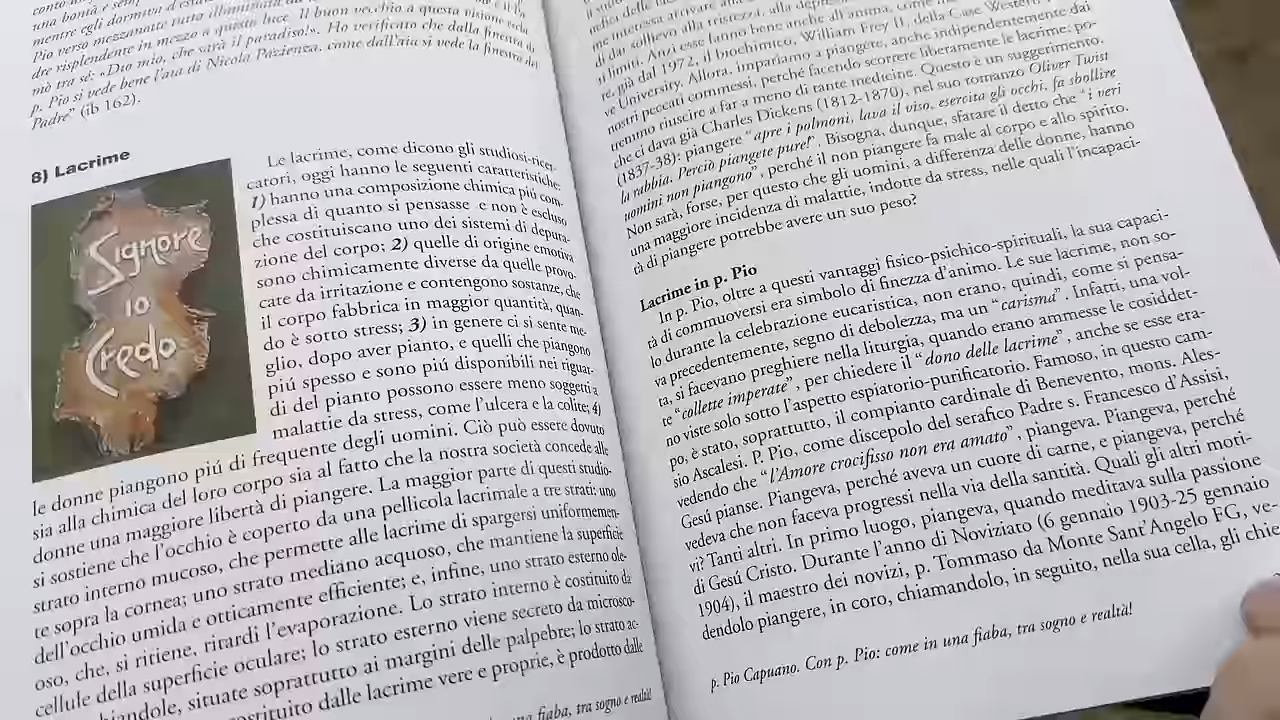 una bontà e
mentre egli dormiva d'esta
Pio verso mezzanotte tutto illuminata da
dre risplendente in mezzo a questa luce. Il buon vecchio a questa visione
mò tra sé: «Dio mio, che sarà il paradiso!». Ho verificato che dalla finestra di
p. Pio si vede bene l'aia di Nicola Pazienza, come dall'aia si vede la finestra del
Padre" (ib 162).
8) Lacrime
Signore
io
Credo
Le lacrime, come dicono gli studiosi-ricer-
catori, oggi hanno le seguenti caratteristiche:
1) hanno una composizione chimica più com-
plessa di quanto si pensasse e non è escluso
che costituiscano uno dei sistemi di depura-
zione del corpo; 2) quelle di origine emotiva
sono chimicamente diverse da quelle provo-
cate da irritazione e contengono sostanze, che
il corpo fabbrica in maggior quantità, quan-
do è sotto stress; 3) in genere ci si sente me-
glio, dopo aver pianto, e quelli che piangono
piú spesso e sono piú disponibili nei riguar-
di del pianto possono essere meno soggetti a
malattie da stress, come l'ulcera e la colite; 4)
le donne piangono piú di frequente degli uomini. Ciò può essere dovuto
sia alla chimica del loro corpo sia al fatto che la nostra società concede alle
donne una maggiore libertà di piangere. La maggior parte di questi studio-
si sostiene che l'occhio è coperto da una pellicola lacrimale a tre strati: uno
strato interno mucoso, che permette alle lacrime di spargersi uniformemen-
te sopra la cornea; uno strato mediano acquoso, che mantiene la superficie
dell'occhio umida e otticamente efficiente; e, infine, uno strato esterno ole-
oso, che, si ritiene, ritardi l'evaporazione. Lo strato interno è costituito da
cellule della superficie oculare; lo strato esterno viene secreto da microsco-
hiandole, situate soprattutto ai margini delle palpebre; lo strato ac-
ostituito dalle lacrime vere e proprie, è prodotto dalle
una fiaba, tra sogno e realtà!
me interessa arrivare alla
di dar sollievo alla tristezza, alla depres
ti limiti. Anzi esse fanno bene anche all'anima, come
re, già dal 1972, il biochimico, William Frey II, della Case Western
ve University. Allora, impariamo a piangere, anche indipendentemente dai
nostri peccati commessi, perché facendo scorrere liberamente le lacrime, po-
tremmo riuscire a far a meno di tante medicine. Questo è un suggerimento,
che ci dava già Charles Dickens (1812-1870), nel suo romanzo Oliver Twist
(1837-38): piangere "apre i polmoni, lava il viso, esercita gli occhi, fa sbollire
la rabbia. Perciò piangete pure!". Bisogna, dunque, sfatare il detto che "i veri
uomini non piangono", perché il non piangere fa male al corpo e allo spirito.
Non sarà, forse, per questo che gli uomini, a differenza delle donne, hanno
una maggiore incidenza di malattie, indotte da stress, nelle quali l'incapaci-
tà di piangere potrebbe avere un suo peso?
Lacrime in p. Pio
In p. Pio, oltre a questi vantaggi fisico-psichico-spirituali, la sua capaci-
tà di commuoversi era simbolo di finezza d'animo. Le sue lacrime, non so-
lo durante la celebrazione eucaristica, non erano, quindi, come si pensa-
va precedentemente, segno di debolezza, ma un "carisma". Infatti, una vol-
ta, si facevano preghiere nella liturgia, quando erano ammesse le cosiddet-
te "collette imperate", per chiedere il "dono delle lacrime", anche se esse era-
no viste solo sotto l'aspetto espiatorio-purificatorio. Famoso, in questo cam-
po, è stato, soprattutto, il compianto cardinale di Benevento, mons. Ales-
sio Ascalesi. P. Pio, come discepolo del serafico Padre s. Francesco d'Assisi,
vedendo che "l'Amore crocifisso non era amato", piangeva. Piangeva, perché
Gesú pianse. Piangeva, perché aveva un cuore di carne, e piangeva, perché
vedeva che non faceva progressi nella via della santità. Quali gli altri moti-
vi? Tanti altri. In primo luogo, piangeva, quando meditava sulla passione
di Gesú Cristo. Durante l'anno di Noviziato (6 gennaio 1903-25 gennaio
1904), il maestro dei novizi, p. Tommaso da Monte Sant'Angelo FG, ve-
dendolo piangere, in coro, chiamandolo, in seguito, nella sua cella, gli chie
p. Pio Capuano. Con p. Pio: come in una fiaba, tra sogno e realtà!